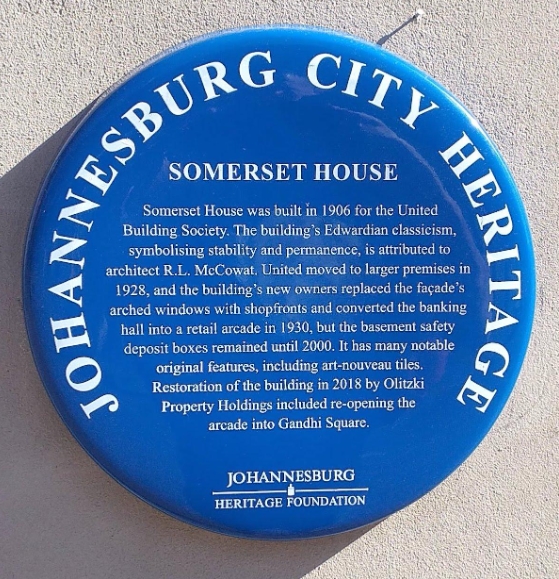 JOHANNESBURG CITY HERITAGE
SOMERSET HOUSE
Somerset House was built in 1906 for the United
Building Society. The building's Edwardian classicism,
symbolising stability and permanence, is attributed to
architect R.L. McCowat. United moved to larger premises in
1928, and the building's new owners replaced the façade's
arched windows with shopfronts and converted the banking
hall into a retail arcade in 1930, but the basement safety
deposit boxes remained until 2000. It has many notable
original features, including art-nouveau tiles.
Restoration of the building in 2018 by Olitzki
Property Holdings included re-opening the
arcade into Gandhi Square.
JOHANNESBURG
HERITAGE FOUNDATION